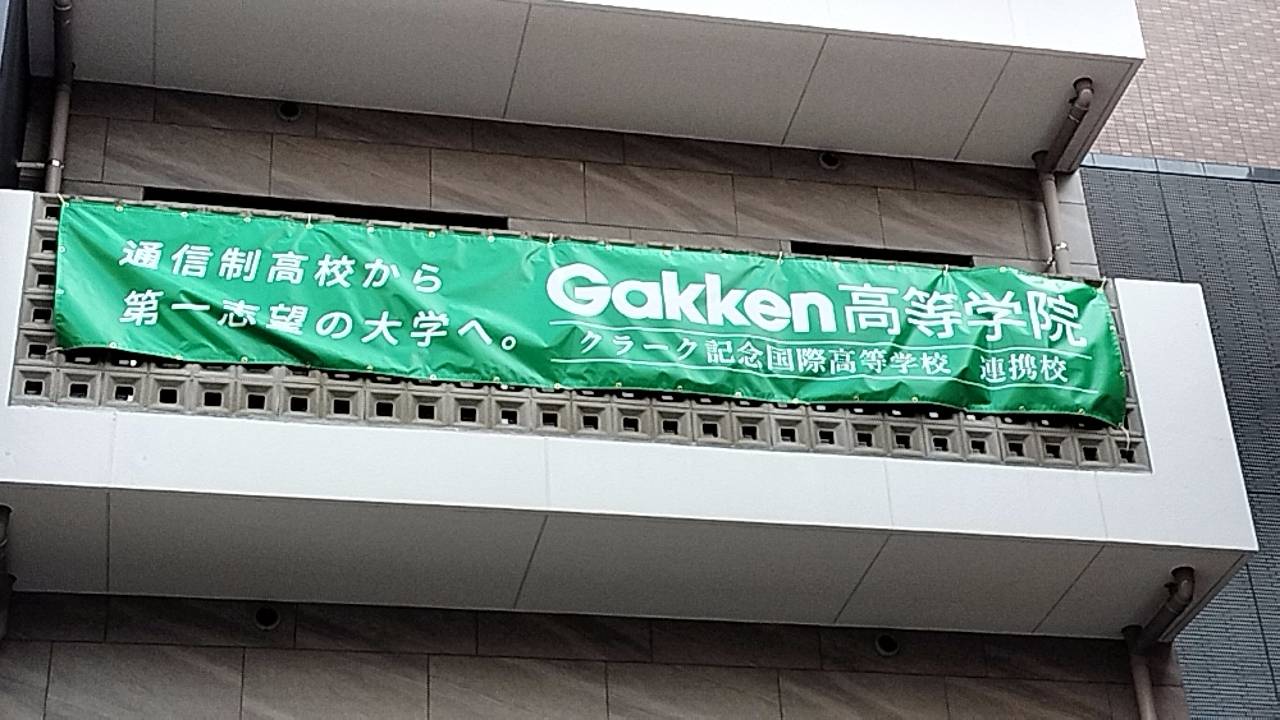 通信制高校から
第一志望の大学へ。
Gakken高等学院
クラーク記念国際高等学校 連携校